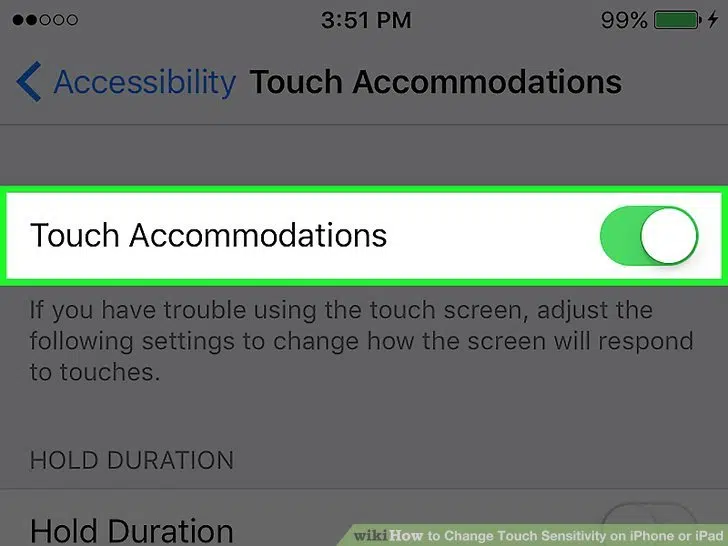 3:51 PM 99%
Accessibility Touch Accommodations
Touch Accommodations
If you have trouble using the touch screen, adjust the
following settings to change how the screen will respond
to touches.
HOLD DURATION
Hold Duration
wikiHow to Change Touch Sensitivity on iPhone or iPad